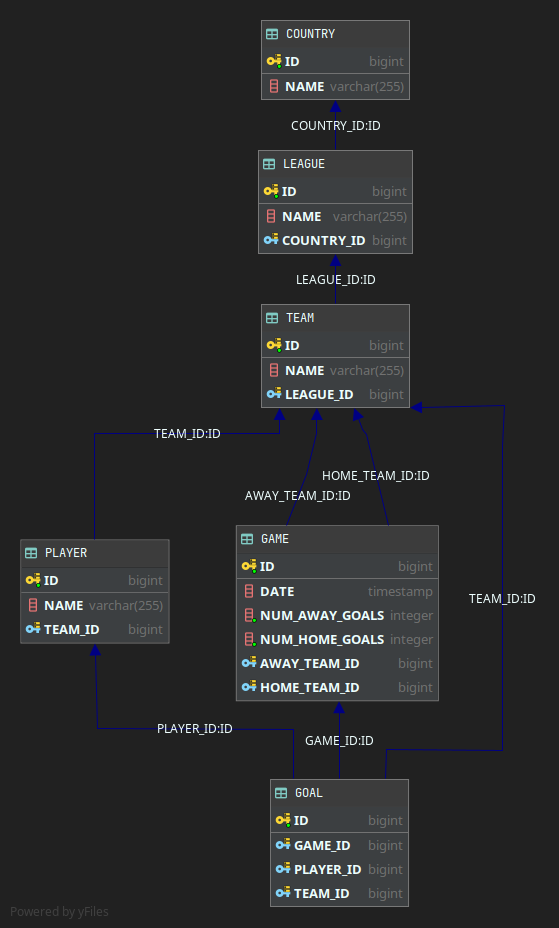 COUNTRY
ID bigint
NAME varchar(255)
COUNTRY_ID:ID
LEAGUE
ID bigint
NAME varchar(255)
COUNTRY_ID bigint
LEAGUE_ID:ID
TEAM
ID bigint
NAME varchar(255)
LEAGUE_ID bigint
TEAM_ID:ID
HOME_TEAM_ID:ID
AWAY_TEAM_ID:ID
PLAYER
ID bigint
NAME varchar(255)
TEAM_ID bigint
GAME
ID bigint
DATE timestamp
NUM_AWAY_GOALS integer
NUM_HOME_GOALS integer
AWAY_TEAM_ID bigint
HOME_TEAM_ID bigint
TEAM_ID:ID
PLAYER_ID:ID
GAME_ID:ID
GOAL
ID bigint
GAME_ID bigint
PLAYER_ID bigint
TEAM_ID bigint
Powered by yFiles